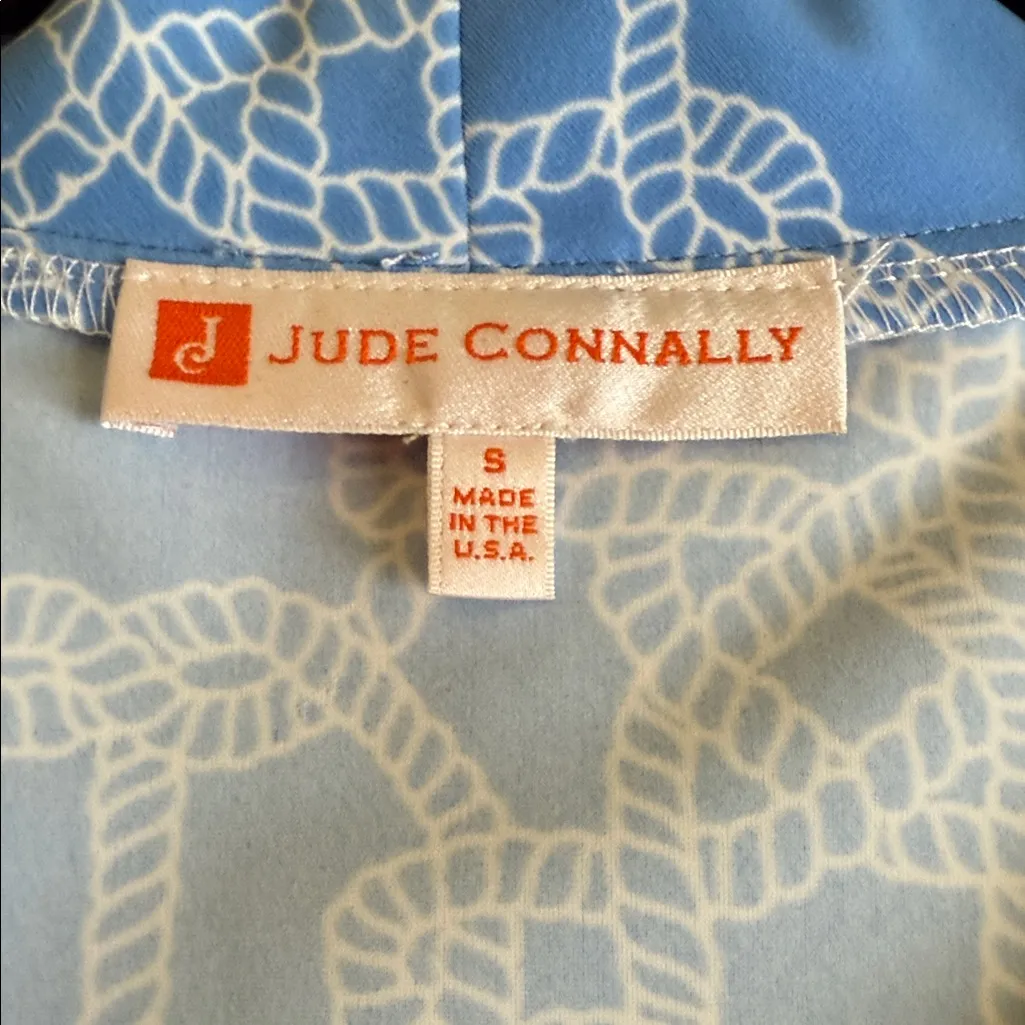 JC JUDE CONNALLY
S
MADE
IN THE
U.S.A.